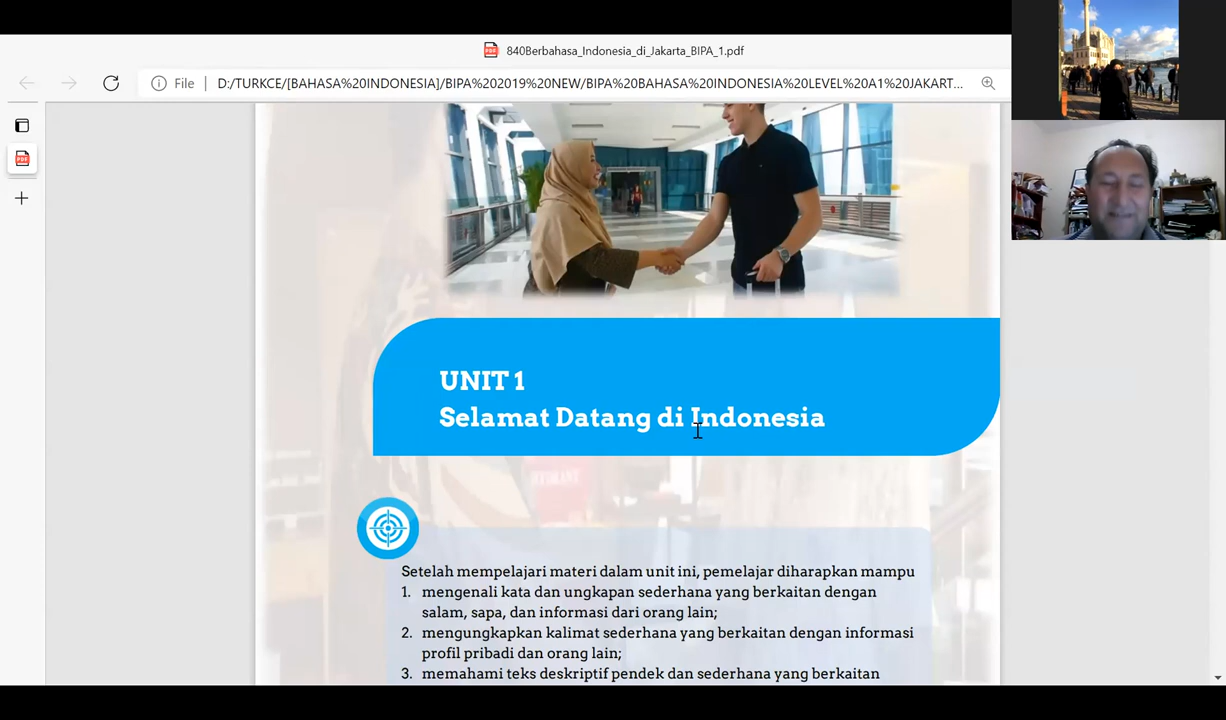 840Berbahasa_Indonesia_di_Jakarta_BIPA_1.pdf
File
D:/TURKCE/[BAHASA%20INDONESIA]/BIPA%202019%20NEW/BIPA%20BAHASA%20INDONESIA%20LEVEL%20A1%20JAKART...
UNIT 1
Selamat Datang di Indonesia
Setelah mempelajari materi dalam unit ini, pemelajar diharapkan mampu
1. mengenali kata dan ungkapan sederhana yang berkaitan dengan
salam, sapa, dan informasi dari orang lain;
2. mengungkapkan kalimat sederhana yang berkaitan dengan informasi
profil pribadi dan orang lain;
3. memahami teks deskriptif pendek dan sederhana yang berkaitan